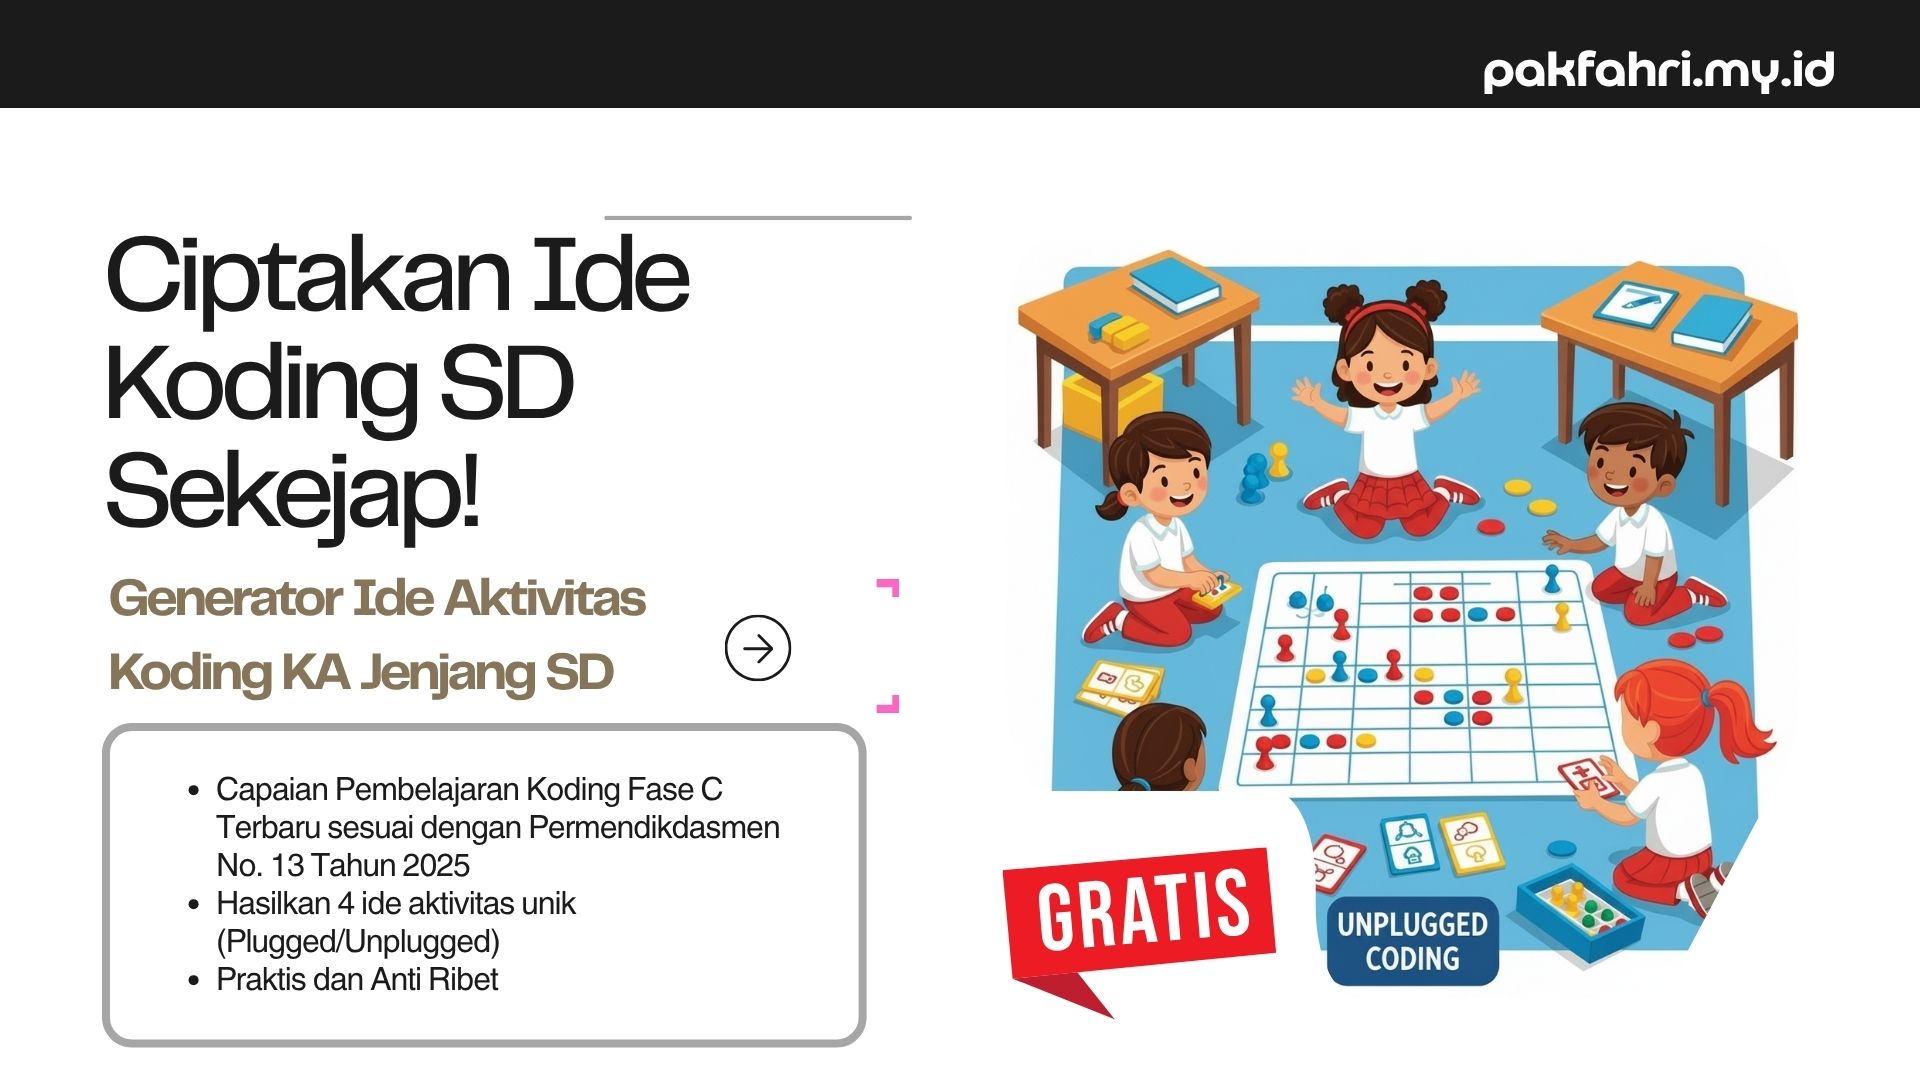 pakfahri.my.id
Ciptakan Ide
Koding SD
Sekejap!
Generator Ide Aktivitas
Koding KA Jenjang SD
• Capaian Pembelajaran Koding Fase C
Terbaru sesuai dengan Permendikdasmen
No. 13 Tahun 2025
• Hasilkan 4 ide aktivitas unik
(Plugged/Unplugged)
• Praktis dan Anti Ribet
GRATIS
UNPLUGGED
CODING